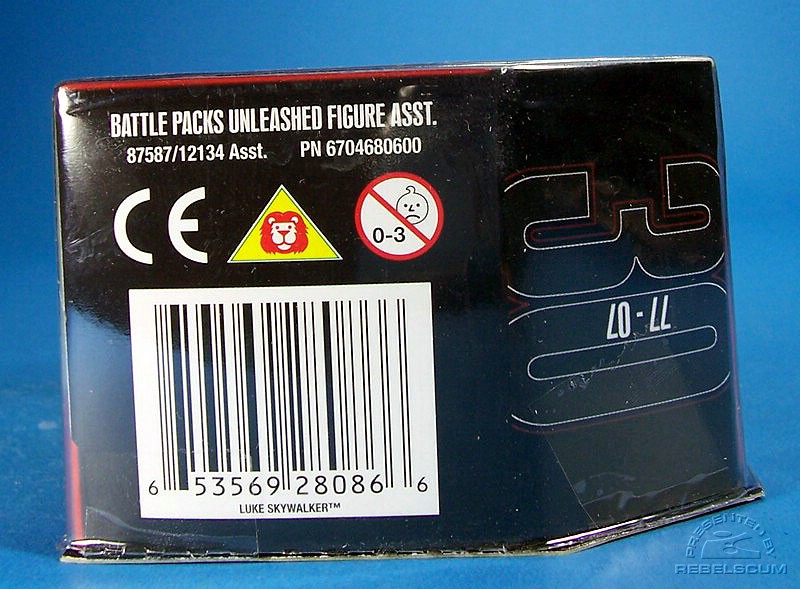 BATTLE PACKS UNLEASHED FIGURE ASST.
87587/12134 Asst. PN 6704680600
CE
0-3
30
77 - 07
6 53569 28086 6
LUKE SKYWALKER™
PRESENTED BY
REBELSCUM